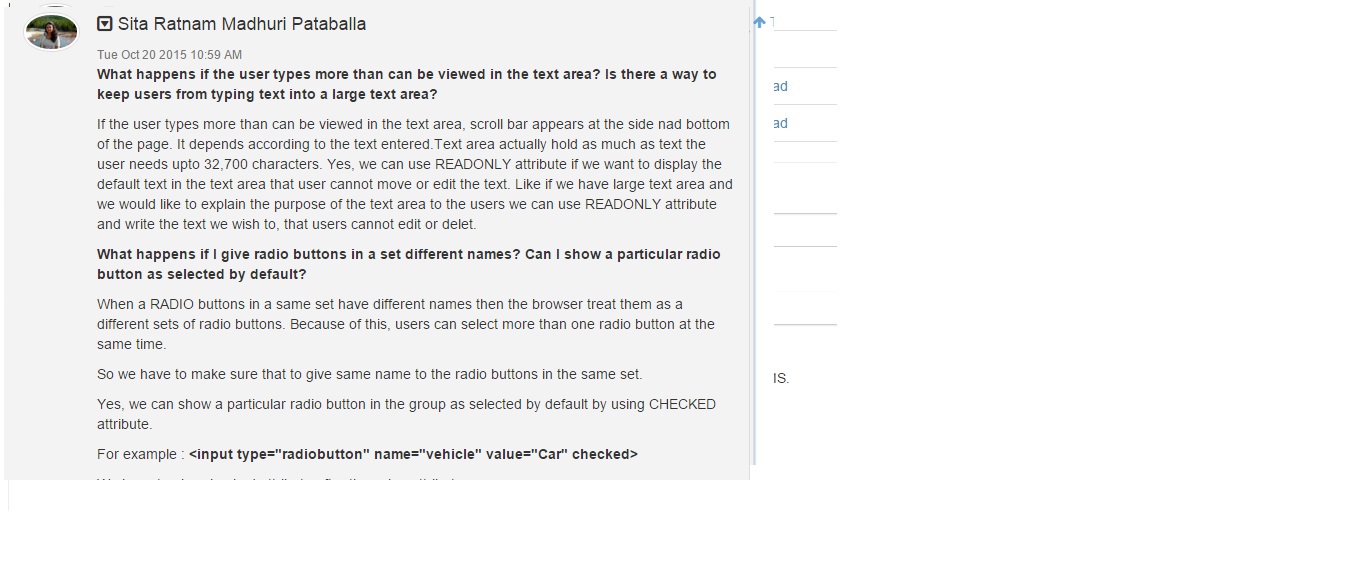 Sita Ratnam Madhuri Pataballa
Tue Oct 20 2015 10:59 AM
What happens if the user types more than can be viewed in the text area? Is there a way to
keep users from typing text into a large text area?
If the user types more than can be viewed in the text area, scroll bar appears at the side nad bottom
of the page. It depends according to the text entered.Text area actually hold as much as text the
user needs upto 32,700 characters. Yes, we can use READONLY attribute if we want to display the
default text in the text area that user cannot move or edit the text. Like if we have large text area and
we would like to explain the purpose of the text area to the users we can use READONLY attribute
and write the text we wish to, that users cannot edit or delet.
What happens if I give radio buttons in a set different names? Can I show a particular radio
button as selected by default?
When a RADIO buttons in a same set have different names then the browser treat them as a
different sets of radio buttons. Because of this, users can select more than one radio button at the
same time.
So we have to make sure that to give same name to the radio buttons in the same set.
Yes, we can show a particular radio button in the group as selected by default by using CHECKED
attribute.
For example : <input type="radiobutton" name="vehicle" value="Car" checked>
ad
ad
IS.